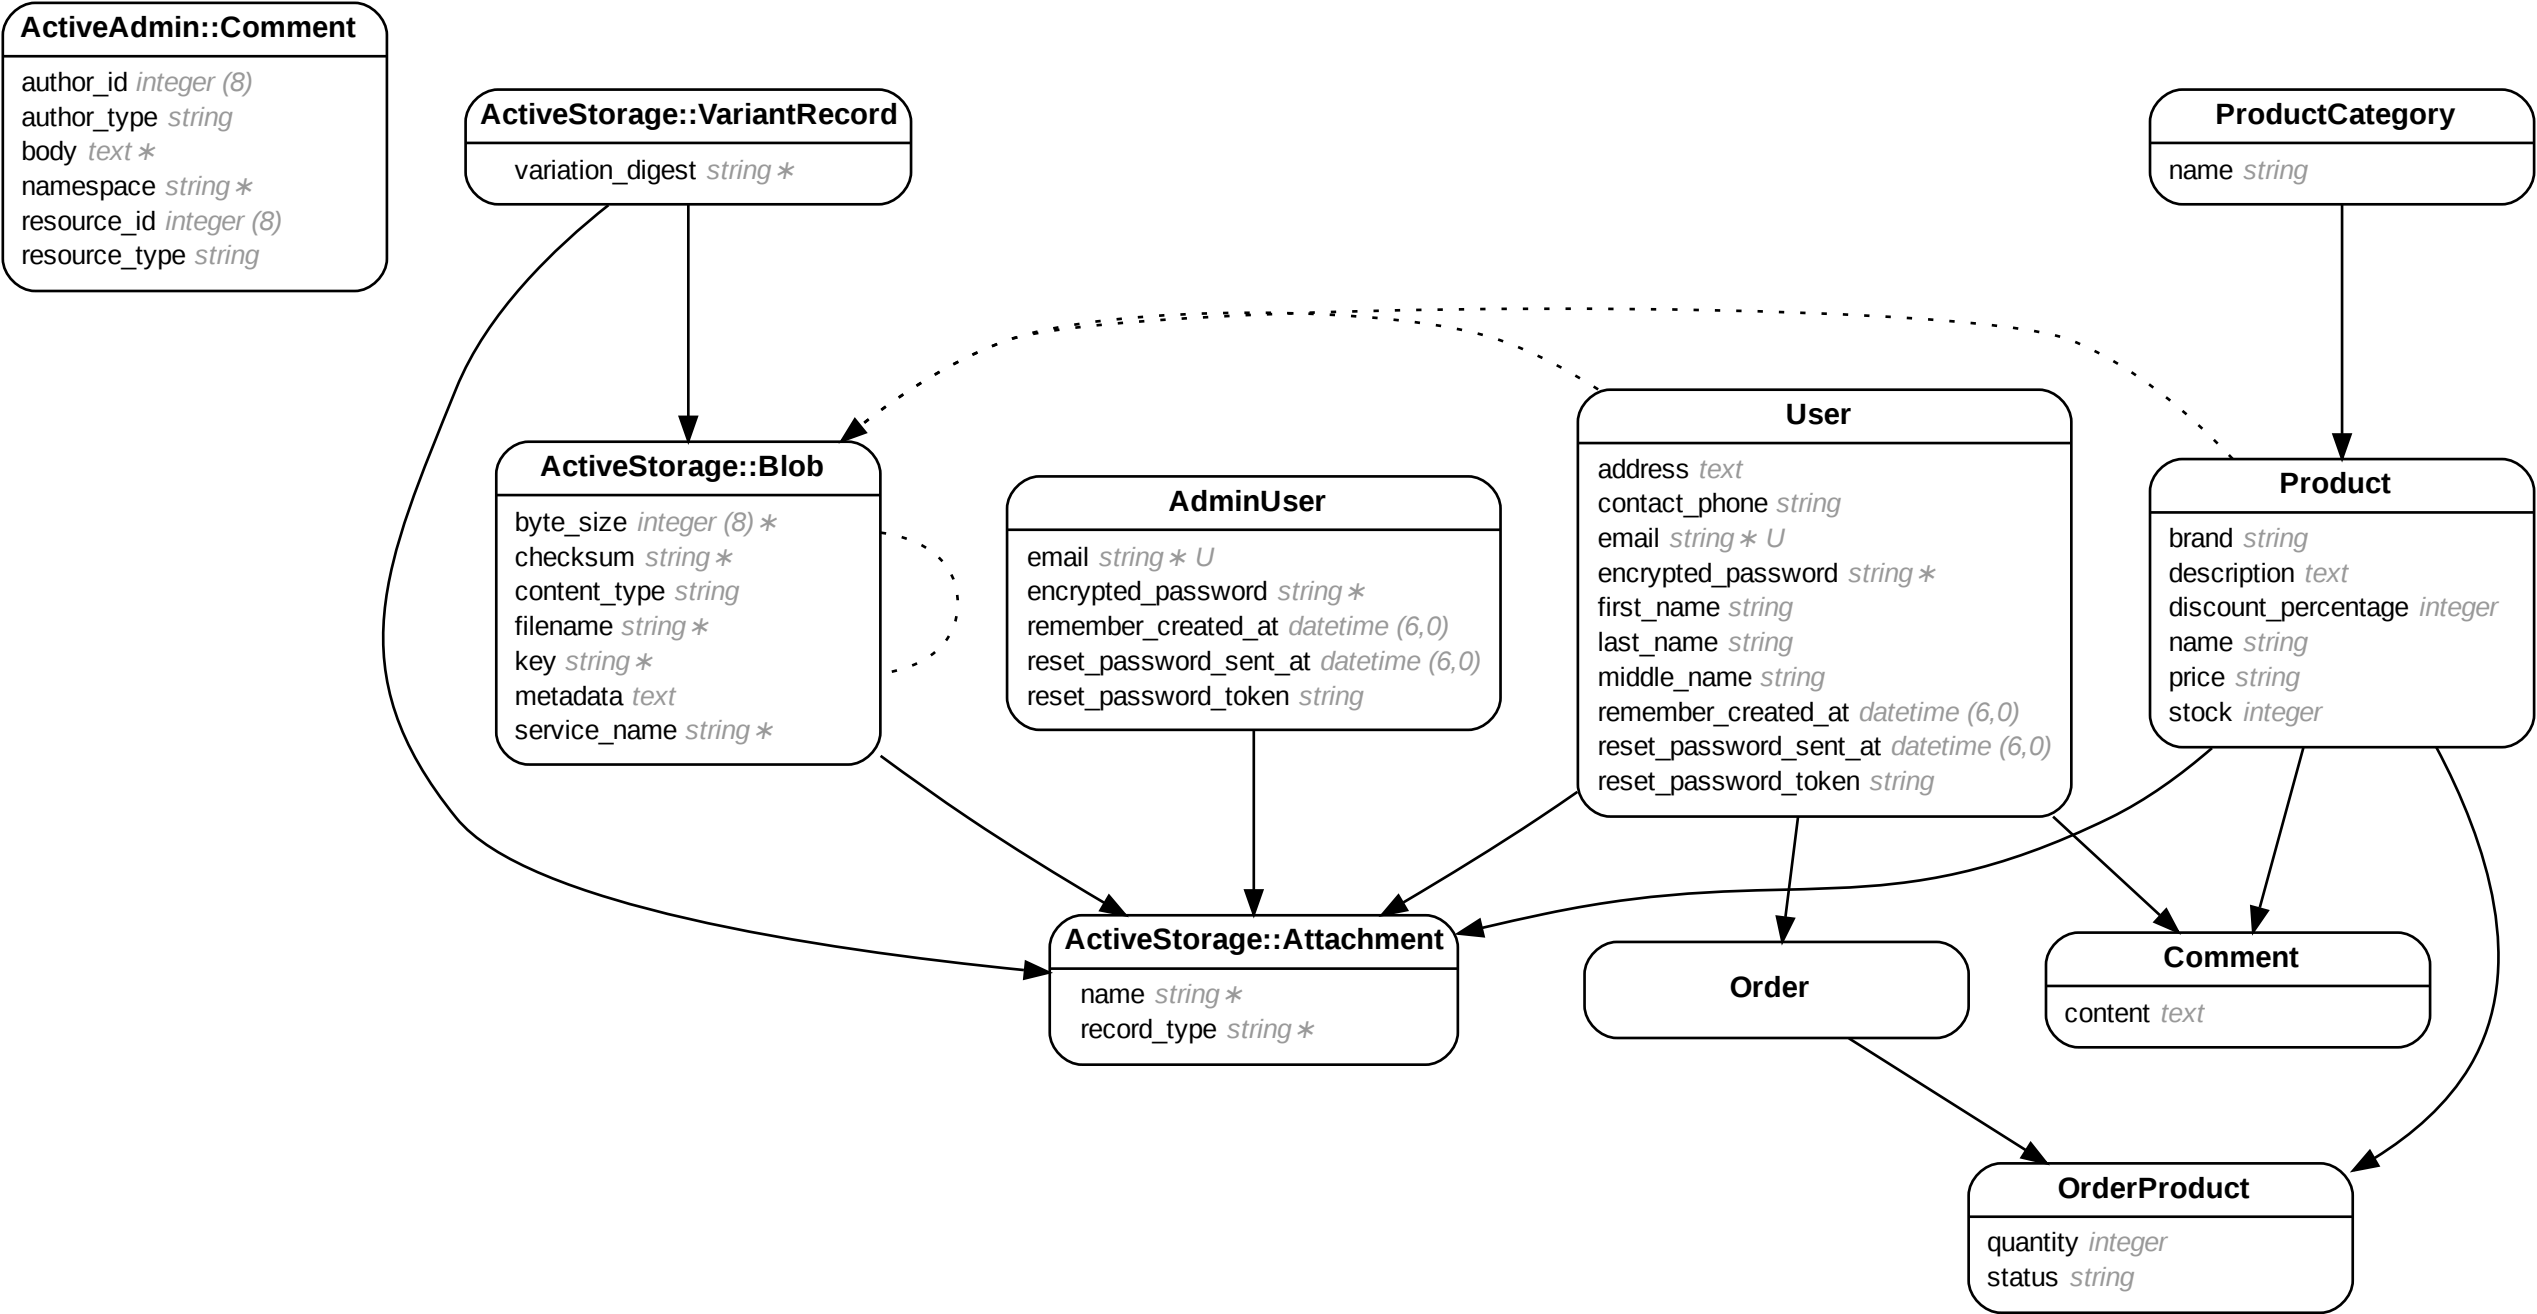 ActiveAdmin::Comment
author_id integer (8)
author_type string
body text ∗
namespace string ∗
resource_id integer (8)
resource_type string
ActiveStorage::VariantRecord
variation_digest string ∗
ProductCategory
name string
ActiveStorage::Blob
byte_size integer (8) ∗
checksum string ∗
content_type string
filename string ∗
key string ∗
metadata text
service_name string ∗
AdminUser
email string ∗ U
encrypted_password string ∗
remember_created_at datetime (6,0)
reset_password_sent_at datetime (6,0)
reset_password_token string
User
address text
contact_phone string
email string ∗ U
encrypted_password string ∗
first_name string
last_name string
middle_name string
remember_created_at datetime (6,0)
reset_password_sent_at datetime (6,0)
reset_password_token string
Product
brand string
description text
discount_percentage integer
name string
price string
stock integer
ActiveStorage::Attachment
name string ∗
record_type string ∗
Order
Comment
content text
OrderProduct
quantity integer
status string